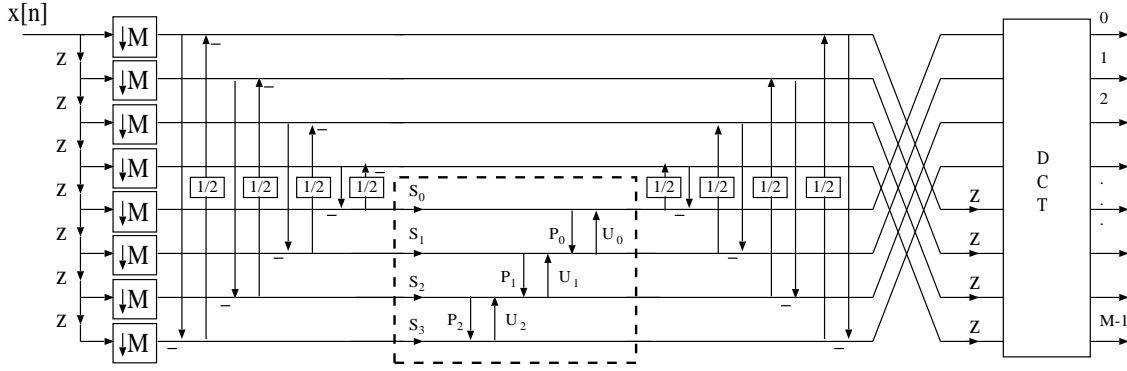 x[n]
0
↓M
Z
1
↓M
Z
2
↓M
Z
↓M
Z
1/2 1/2 1/2 1/2
S₀
1/2 1/2 1/2 1/2
D
C
T
.
.
.
↓M
Z
Z
S₁
P₀ U₀
↓M
Z
Z
S₂
P₁ U₁
↓M
Z
Z
S₃
P₂ U₂
M-1
↓M
Z